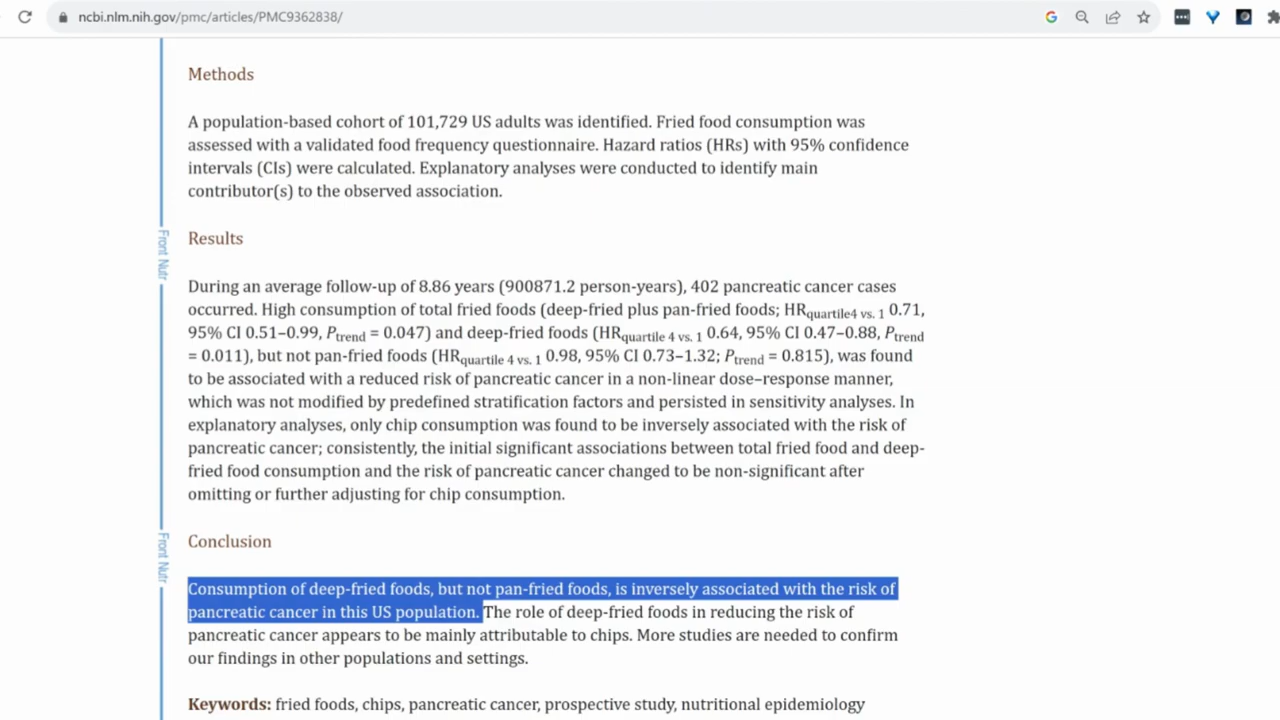 ncbi.nlm.nih.gov/pmc/articles/PMC9362838/
Methods
A population-based cohort of 101,729 US adults was identified. Fried food consumption was
assessed with a validated food frequency questionnaire. Hazard ratios (HRs) with 95% confidence
intervals (CIs) were calculated. Explanatory analyses were conducted to identify main
contributor(s) to the observed association.
Front Nutr
Results
During an average follow-up of 8.86 years (900871.2 person-years), 402 pancreatic cancer cases
occurred. High consumption of total fried foods (deep-fried plus pan-fried foods; HRquartile4 vs. 1 0.71,
95% CI 0.51–0.99, Ptrend = 0.047) and deep-fried foods (HRquartile 4 vs. 1 0.64, 95% CI 0.47–0.88, Ptrend
= 0.011), but not pan-fried foods (HRquartile 4 vs. 1 0.98, 95% CI 0.73–1.32; Ptrend = 0.815), was found
to be associated with a reduced risk of pancreatic cancer in a non-linear dose–response manner,
which was not modified by predefined stratification factors and persisted in sensitivity analyses. In
explanatory analyses, only chip consumption was found to be inversely associated with the risk of
pancreatic cancer; consistently, the initial significant associations between total fried food and deep-
fried food consumption and the risk of pancreatic cancer changed to be non-significant after
omitting or further adjusting for chip consumption.
Front Nutr
Conclusion
Consumption of deep-fried foods, but not pan-fried foods, is inversely associated with the risk of
pancreatic cancer in this US population. The role of deep-fried foods in reducing the risk of
pancreatic cancer appears to be mainly attributable to chips. More studies are needed to confirm
our findings in other populations and settings.
Keywords: fried foods, chips, pancreatic cancer, prospective study, nutritional epidemiology